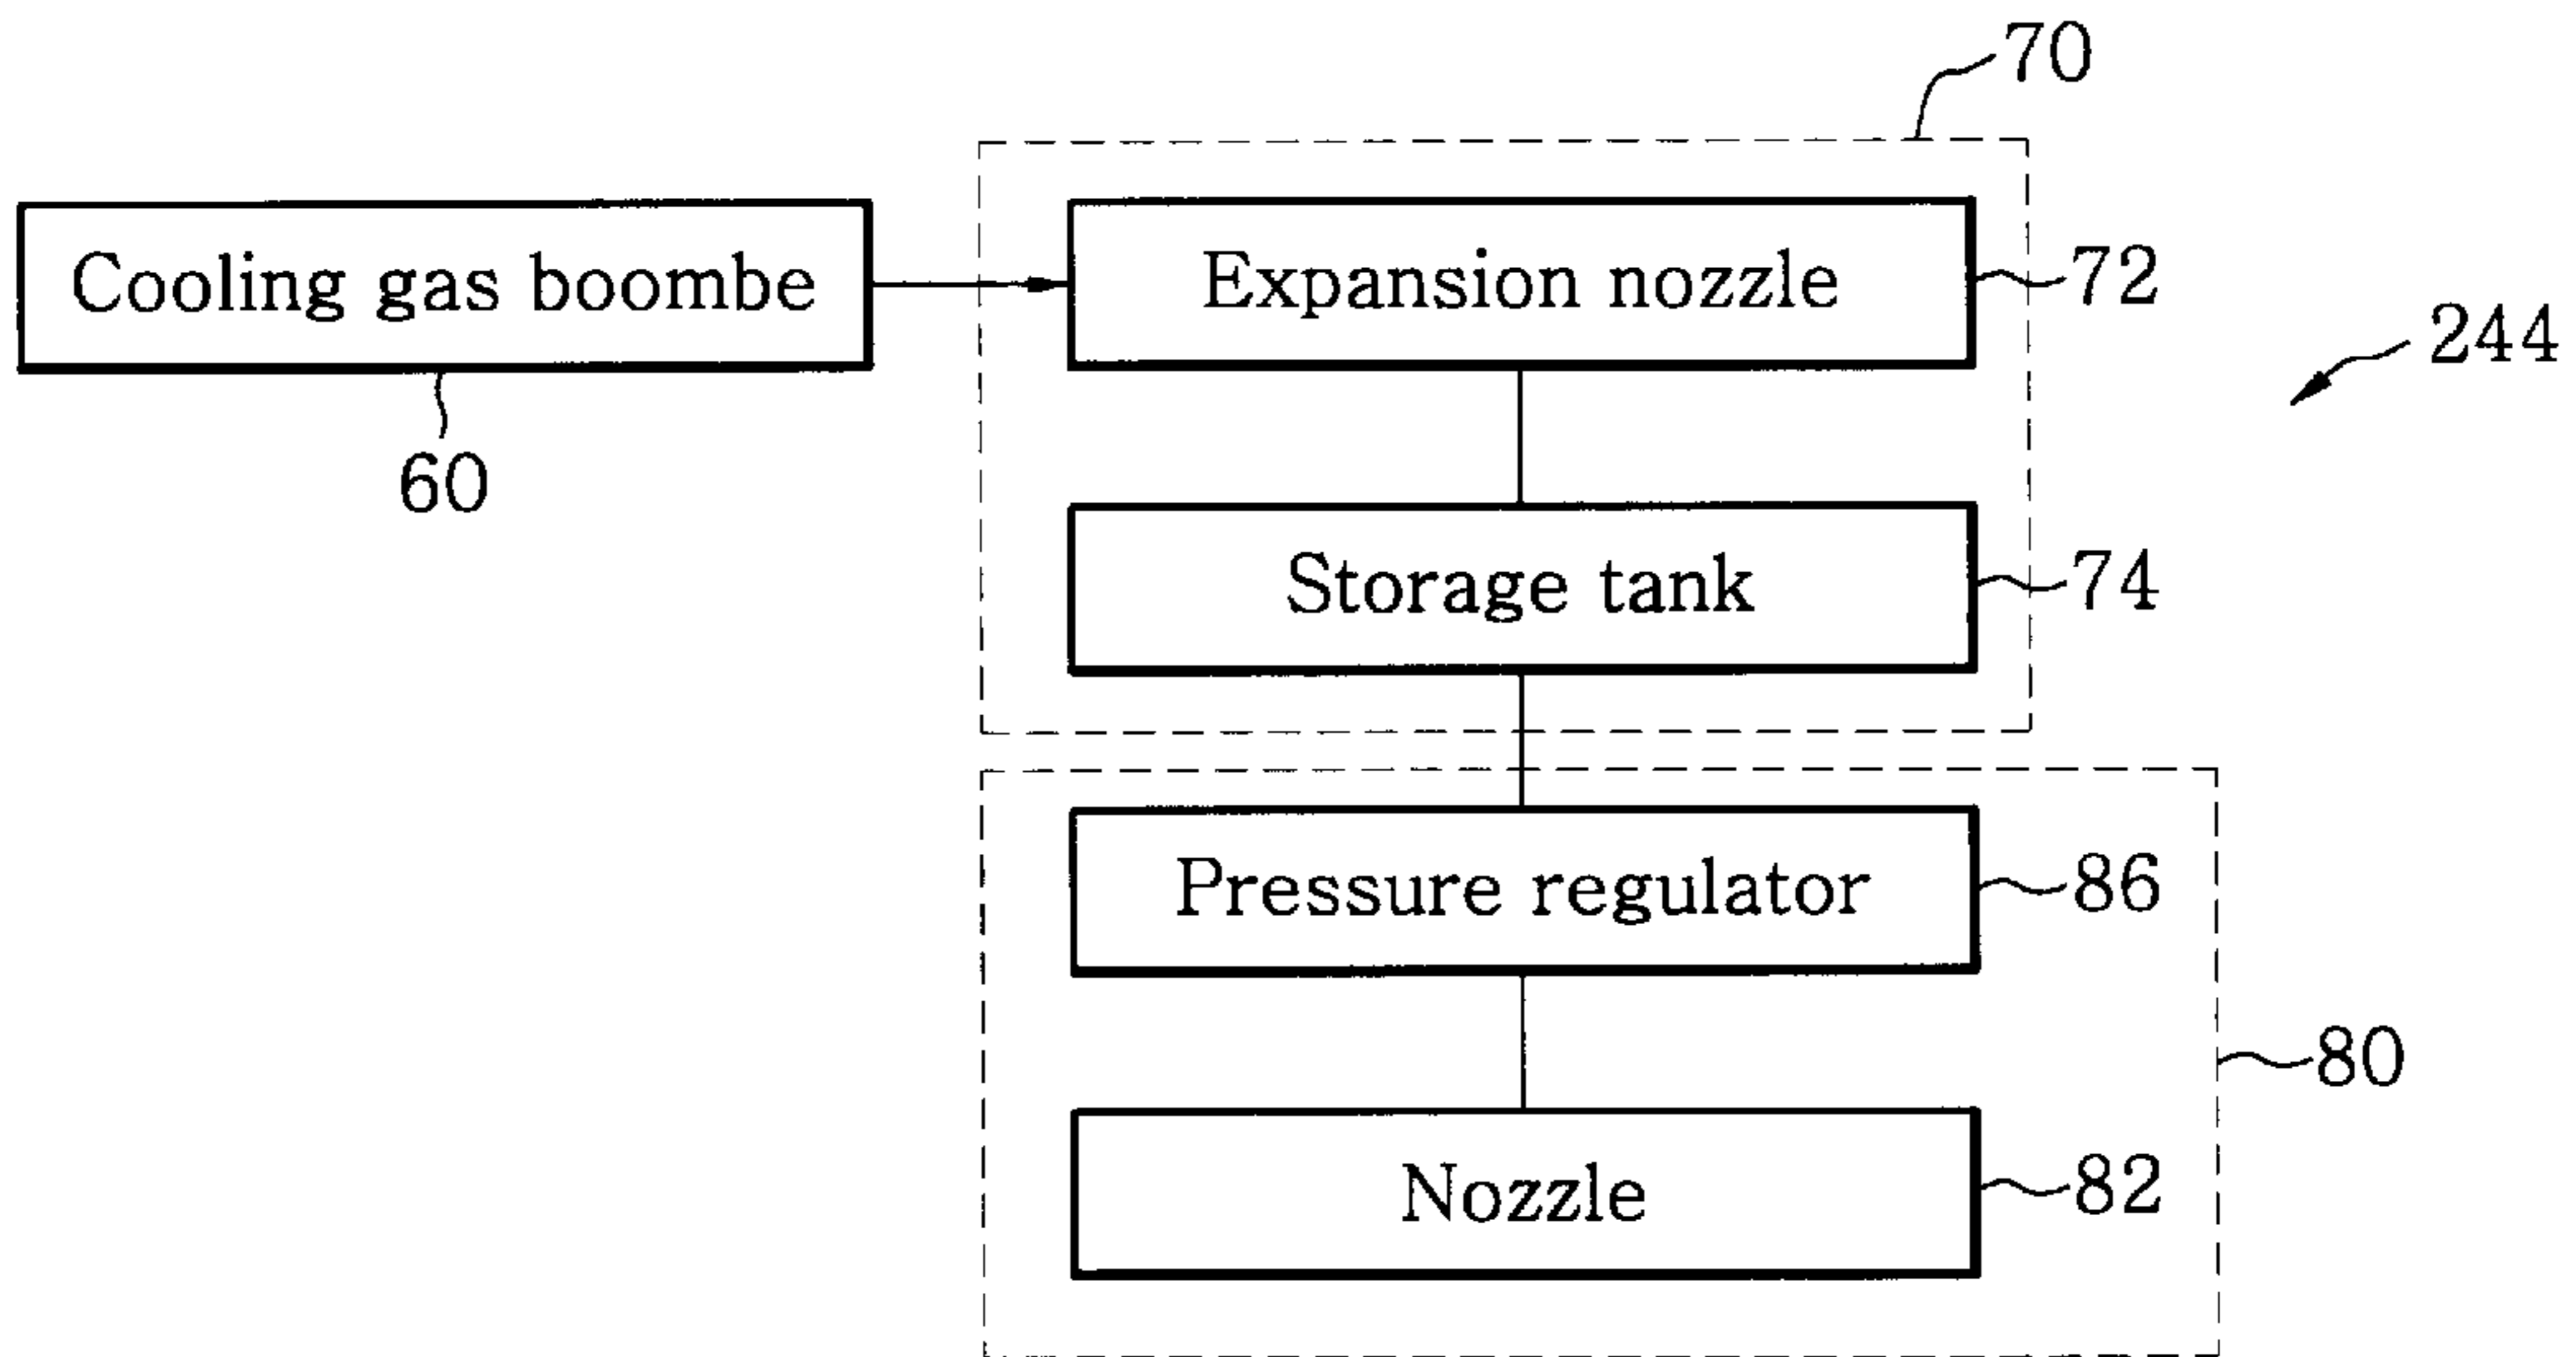 70
Cooling gas boombe
Expansion nozzle
72
244
60
Storage tank
74
Pressure regulator
86
80
Nozzle
82